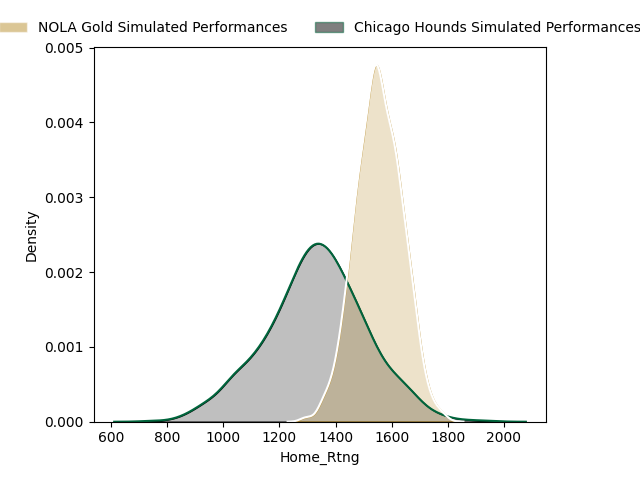 NOLA Gold Simulated Performances
Chicago Hounds Simulated Performances
0.005
0.004
0.003
0.002
0.001
0.000
Density
600 800 1000 1200 1400 1600 1800 2000
Home_Rtng